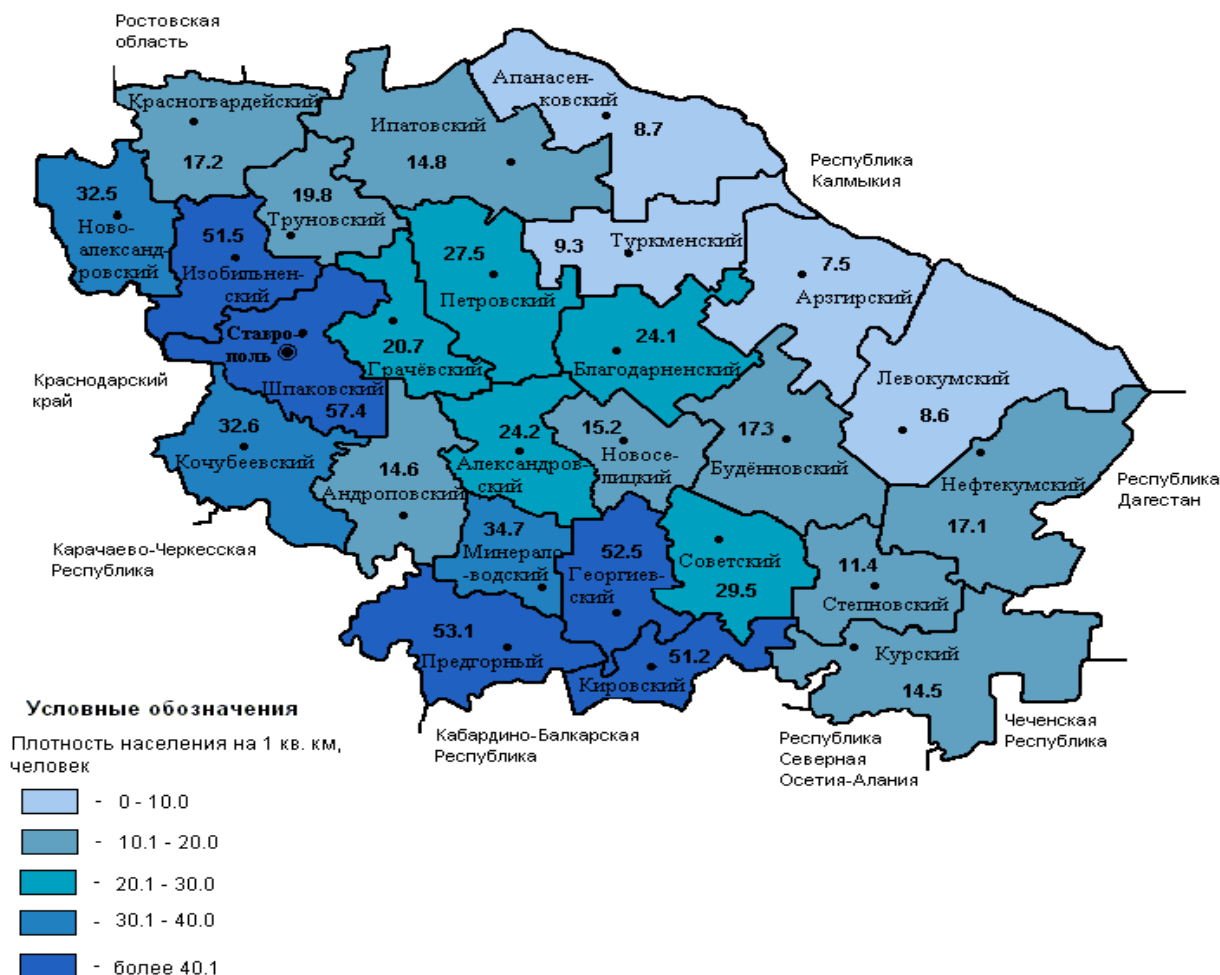 Ростовская
область
Апанасен-
ковский
8.7
Красногвардейский
17.2
Ипатовский
14.8
Республика
Калмыкия
32.5
Ново-
александ-
ровский
19.8
Труновский
51.5
Изобильнен-
ский
27.5
Петровский
9.3
Туркменский
7.5
Арзгирский
Ставро-
поль
20.7
Грачёвский
24.1
Благодарненский
Левокумский
8.6
Краснодарский
край
Шпаковский
57.4
32.6
Кочубеевский
14.6
Андроповский
24.2
Александров-
ский
15.2
Новосе-
лицкий
17.3
Будённовский
Нефтекумский
17.1
Республика
Дагестан
Карачаево-Черкесская
Республика
34.7
Минерало
-водский
52.5
Георгиев-
ский
Советский
29.5
11.4
Степновский
53.1
Предгорный
51.2
Кировский
Курский
14.5
Кабардино-Балкарская
Республика
Республика
Северная
Осетия-Алания
Чеченская
Республика
Условные обозначения
Плотность населения на 1 кв. км,
человек
- 0 - 10.0
- 10.1 - 20.0
- 20.1 - 30.0
- 30.1 - 40.0
- более 40.1